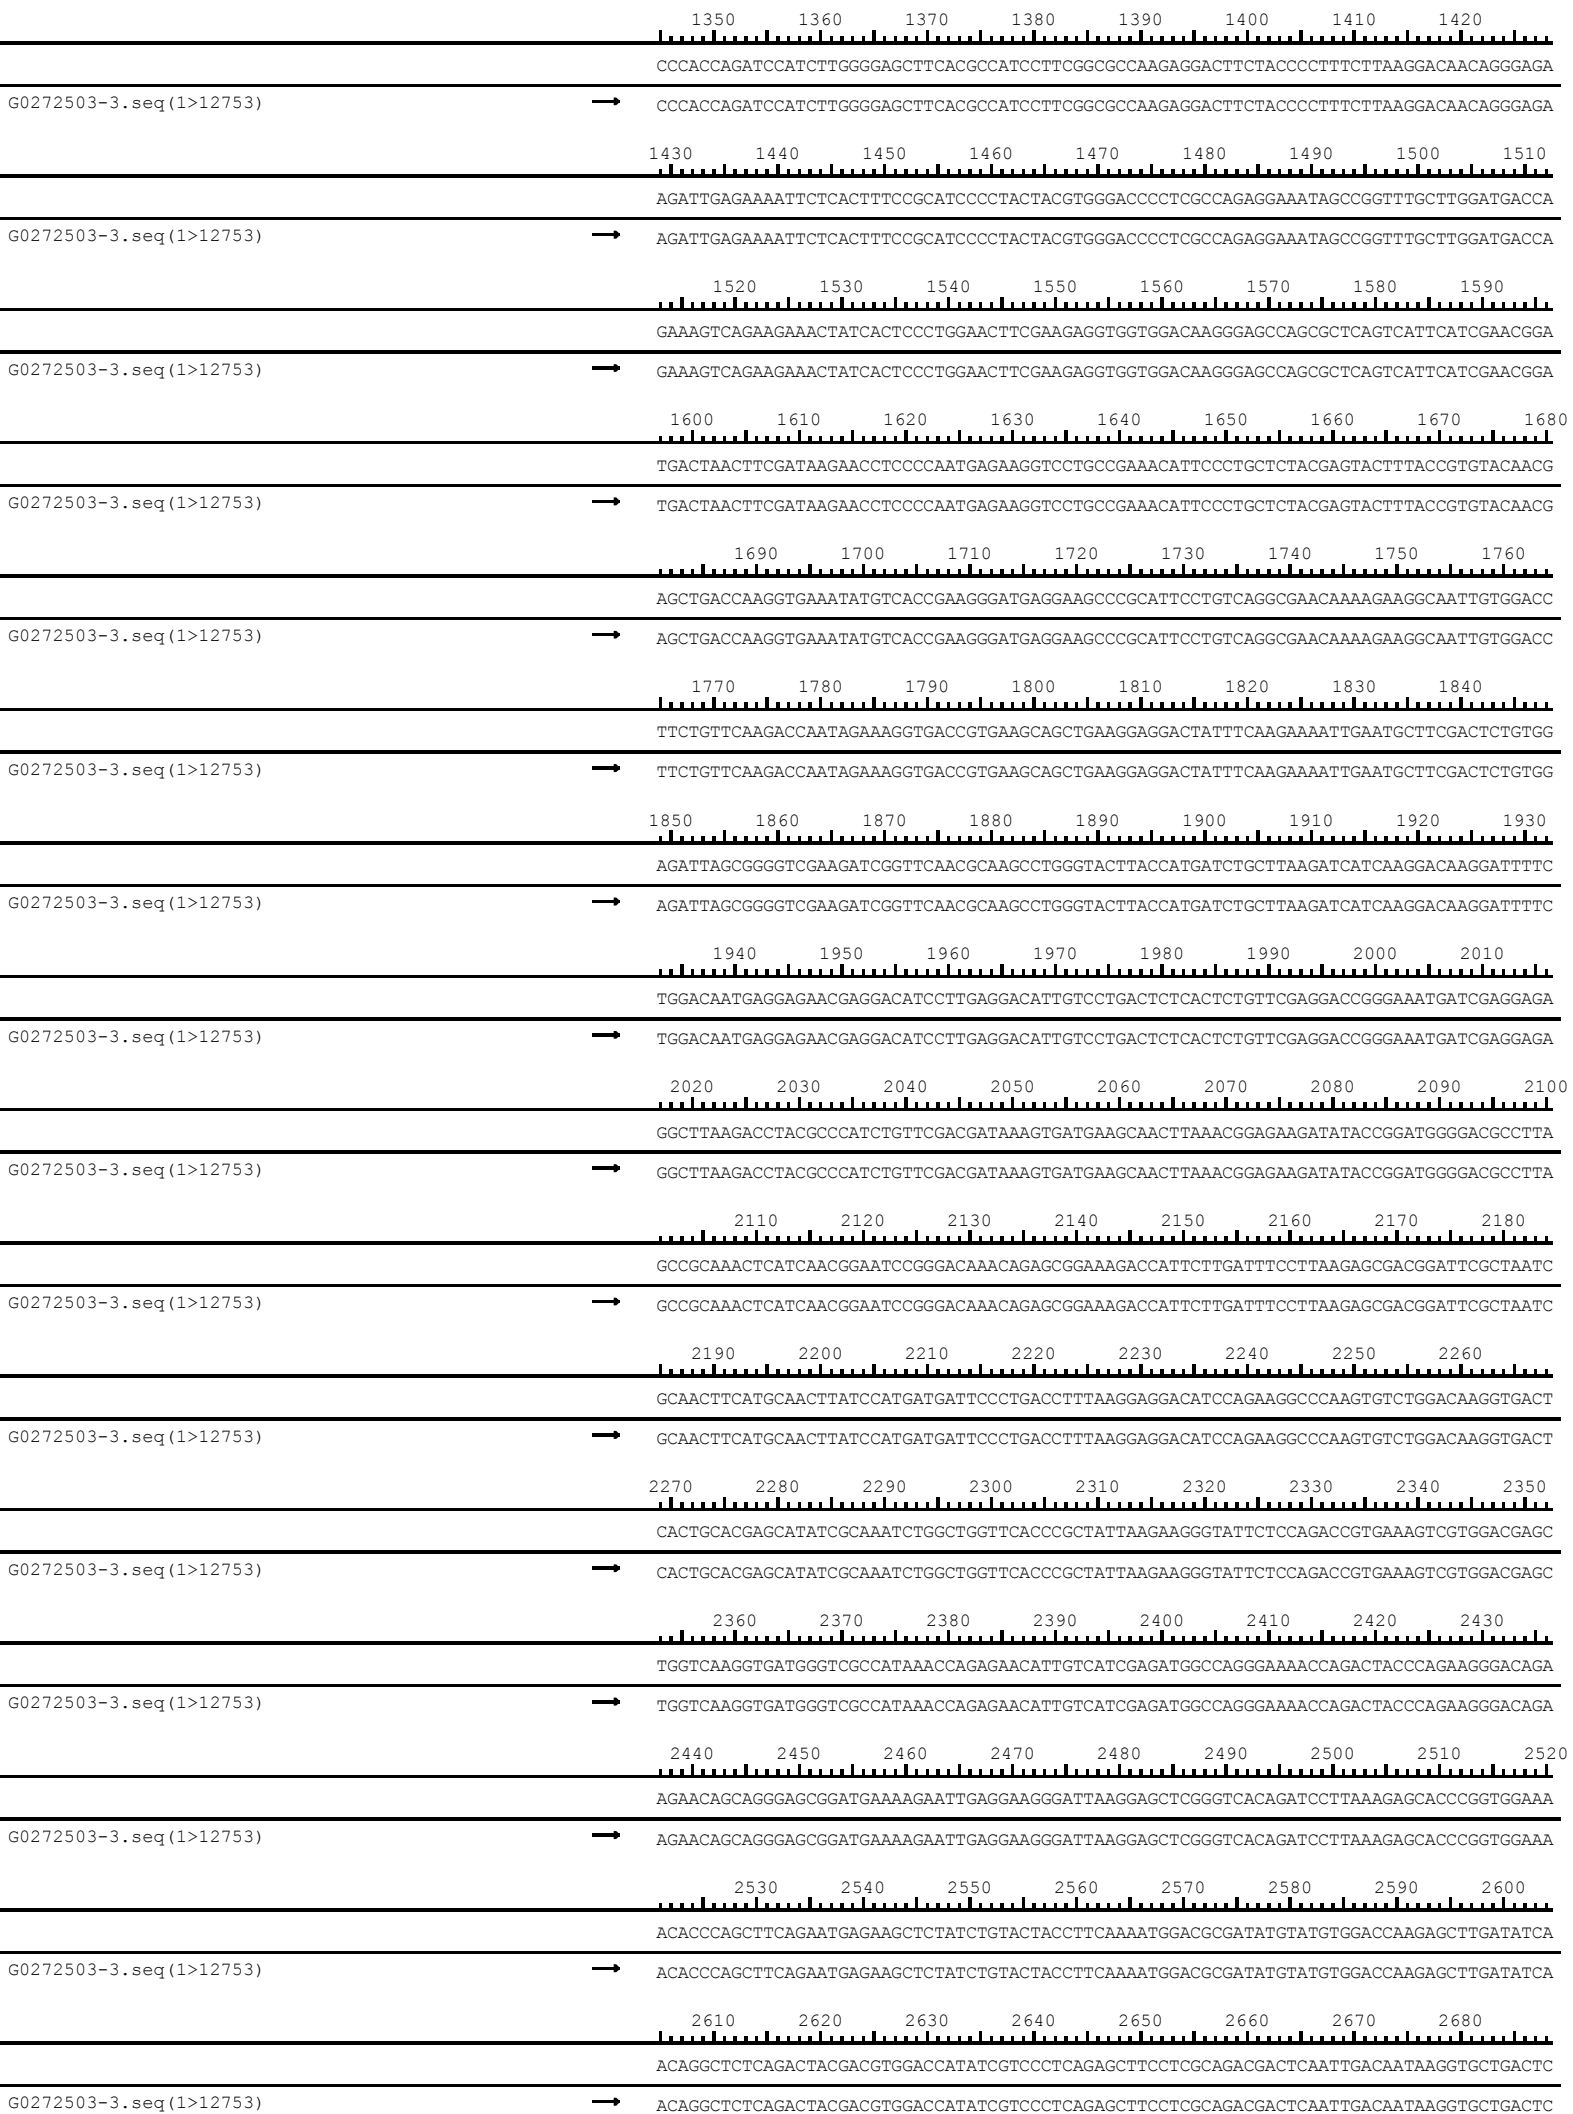 1350 1360 1370 1380 1390 1400 1410 1420
CCCACCAGATCCATCTTGGGGAGCTTCACGCCATCCTTCGGCGCCAAGAGGACTTCTACCCCTTTCTTAAGGACAACAGGGAGA
G0272503-3.seq(1>12753) → CCCACCAGATCCATCTTGGGGAGCTTCACGCCATCCTTCGGCGCCAAGAGGACTTCTACCCCTTTCTTAAGGACAACAGGGAGA
1430 1440 1450 1460 1470 1480 1490 1500 1510
AGATTGAGAAAATTCTCACTTTCCGCATCCCCTACTACGTGGGACCCCTCGCCAGAGGAAATAGCCGGTTTGCTTGGATGACCA
G0272503-3.seq(1>12753) → AGATTGAGAAAATTCTCACTTTCCGCATCCCCTACTACGTGGGACCCCTCGCCAGAGGAAATAGCCGGTTTGCTTGGATGACCA
1520 1530 1540 1550 1560 1570 1580 1590
GAAAGTCAGAAGAAACTATCACTCCCTGGAACTTCGAAGAGGTGGTGGACAAGGGAGCCAGCGCTCAGTCATTCATCGAACGGA
G0272503-3.seq(1>12753) → GAAAGTCAGAAGAAACTATCACTCCCTGGAACTTCGAAGAGGTGGTGGACAAGGGAGCCAGCGCTCAGTCATTCATCGAACGGA
1600 1610 1620 1630 1640 1650 1660 1670 1680
TGACTAACTTCGATAAGAACCTCCCCAATGAGAAGGTCCTGCCGAAACATTCCCTGCTCTACGAGTACTTTACCGTGTACAACG
G0272503-3.seq(1>12753) → TGACTAACTTCGATAAGAACCTCCCCAATGAGAAGGTCCTGCCGAAACATTCCCTGCTCTACGAGTACTTTACCGTGTACAACG
1690 1700 1710 1720 1730 1740 1750 1760
AGCTGACCAAGGTGAAATATGTCACCGAAGGGATGAGGAAGCCCGCATTCCTGTCAGGCGAACAAAAGAAGGCAATTGTGGACC
G0272503-3.seq(1>12753) → AGCTGACCAAGGTGAAATATGTCACCGAAGGGATGAGGAAGCCCGCATTCCTGTCAGGCGAACAAAAGAAGGCAATTGTGGACC
1770 1780 1790 1800 1810 1820 1830 1840
TTCTGTTCAAGACCAATAGAAAGGTGACCGTGAAGCAGCTGAAGGAGGACTATTTCAAGAAAATTGAATGCTTCGACTCTGTGG
G0272503-3.seq(1>12753) → TTCTGTTCAAGACCAATAGAAAGGTGACCGTGAAGCAGCTGAAGGAGGACTATTTCAAGAAAATTGAATGCTTCGACTCTGTGG
1850 1860 1870 1880 1890 1900 1910 1920 1930
AGATTAGCGGGGTCGAAGATCGGTTCAACGCAAGCCTGGGTACTTACCATGATCTGCTTAAGATCATCAAGGACAAGGATTTTC
G0272503-3.seq(1>12753) → AGATTAGCGGGGTCGAAGATCGGTTCAACGCAAGCCTGGGTACTTACCATGATCTGCTTAAGATCATCAAGGACAAGGATTTTC
1940 1950 1960 1970 1980 1990 2000 2010
TGGACAATGAGGAGAACGAGGACATCCTTGAGGACATTGTCCTGACTCTCACTCTGTTCGAGGACCGGGAAATGATCGAGGAGA
G0272503-3.seq(1>12753) → TGGACAATGAGGAGAACGAGGACATCCTTGAGGACATTGTCCTGACTCTCACTCTGTTCGAGGACCGGGAAATGATCGAGGAGA
2020 2030 2040 2050 2060 2070 2080 2090 2100
GGCTTAAGACCTACGCCCATCTGTTCGACGATAAAGTGATGAAGCAACTTAAACGGAGAAGATATACCGGATGGGGACGCCTTA
G0272503-3.seq(1>12753) → GGCTTAAGACCTACGCCCATCTGTTCGACGATAAAGTGATGAAGCAACTTAAACGGAGAAGATATACCGGATGGGGACGCCTTA
2110 2120 2130 2140 2150 2160 2170 2180
GCCGCAAACTCATCAACGGAATCCGGGACAAACAGAGCGGAAAGACCATTCTTGATTTCCTTAAGAGCGACGGATTCGCTAATC
G0272503-3.seq(1>12753) → GCCGCAAACTCATCAACGGAATCCGGGACAAACAGAGCGGAAAGACCATTCTTGATTTCCTTAAGAGCGACGGATTCGCTAATC
2190 2200 2210 2220 2230 2240 2250 2260
GCAACTTCATGCAACTTATCCATGATGATTCCCTGACCTTTAAGGAGGACATCCAGAAGGCCCAAGTGTCTGGACAAGGTGACT
G0272503-3.seq(1>12753) → GCAACTTCATGCAACTTATCCATGATGATTCCCTGACCTTTAAGGAGGACATCCAGAAGGCCCAAGTGTCTGGACAAGGTGACT
2270 2280 2290 2300 2310 2320 2330 2340 2350
CACTGCACGAGCATATCGCAAATCTGGCTGGTTCACCCGCTATTAAGAAGGGTATTCTCCAGACCGTGAAAGTCGTGGACGAGC
G0272503-3.seq(1>12753) → CACTGCACGAGCATATCGCAAATCTGGCTGGTTCACCCGCTATTAAGAAGGGTATTCTCCAGACCGTGAAAGTCGTGGACGAGC
2360 2370 2380 2390 2400 2410 2420 2430
TGGTCAAGGTGATGGGTCGCCATAAACCAGAGAACATTGTCATCGAGATGGCCAGGGAAAACCAGACTACCCAGAAGGGACAGA
G0272503-3.seq(1>12753) → TGGTCAAGGTGATGGGTCGCCATAAACCAGAGAACATTGTCATCGAGATGGCCAGGGAAAACCAGACTACCCAGAAGGGACAGA
2440 2450 2460 2470 2480 2490 2500 2510 2520
AGAACAGCAGGGAGCGGATGAAAAGAATTGAGGAAGGGATTAAGGAGCTCGGGTCACAGATCCTTAAAGAGCACCCGGTGGAAA
G0272503-3.seq(1>12753) → AGAACAGCAGGGAGCGGATGAAAAGAATTGAGGAAGGGATTAAGGAGCTCGGGTCACAGATCCTTAAAGAGCACCCGGTGGAAA
2530 2540 2550 2560 2570 2580 2590 2600
ACACCCAGCTTCAGAATGAGAAGCTCTATCTGTACTACCTTCAAAATGGACGCGATATGTATGTGGACCAAGAGCTTGATATCA
G0272503-3.seq(1>12753) → ACACCCAGCTTCAGAATGAGAAGCTCTATCTGTACTACCTTCAAAATGGACGCGATATGTATGTGGACCAAGAGCTTGATATCA
2610 2620 2630 2640 2650 2660 2670 2680
ACAGGCTCTCAGACTACGACGTGGACCATATCGTCCCTCAGAGCTTCCTCGCAGACGACTCAATTGACAATAAGGTGCTGACTC
G0272503-3.seq(1>12753) → ACAGGCTCTCAGACTACGACGTGGACCATATCGTCCCTCAGAGCTTCCTCGCAGACGACTCAATTGACAATAAGGTGCTGACTC